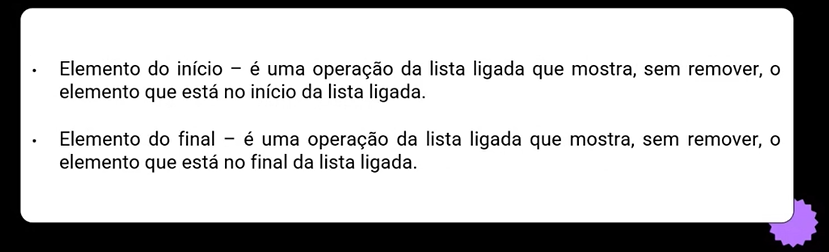 • Elemento do início – é uma operação da lista ligada que mostra, sem remover, o
elemento que está no início da lista ligada.
• Elemento do final – é uma operação da lista ligada que mostra, sem remover, o
elemento que está no final da lista ligada.